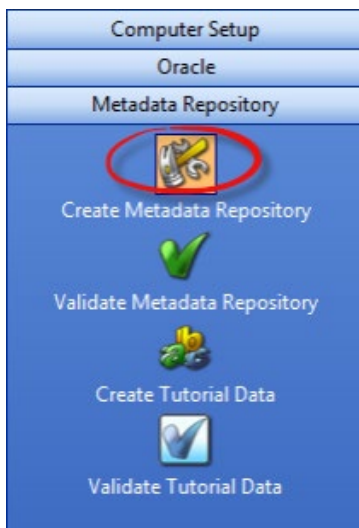 Computer Setup
Oracle
Metadata Repository
Create Metadata Repository
Validate Metadata Repository
Create Tutorial Data
Validate Tutorial Data